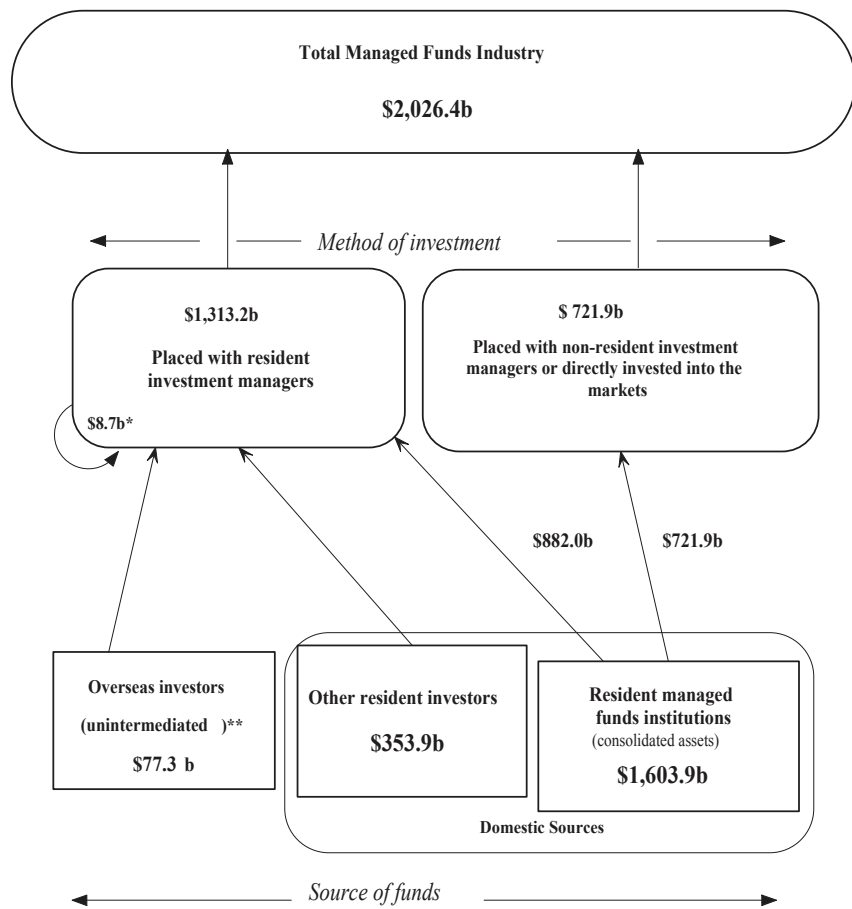 Total Managed Funds Industry
$2,026.4b
Method of investment
$1,313.2b
Placed with resident
investment managers
$8.7b*
$ 721.9b
Placed with non-resident investment
managers or directly invested into the
markets
$882.0b
$721.9b
Overseas investors
(unintermediated )**
$77.3 b
Other resident investors
$353.9b
Resident managed
funds institutions
(consolidated assets)
$1,603.9b
Domestic Sources
Source of funds